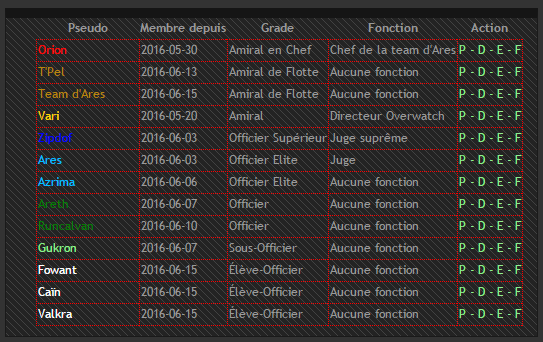 Pseudo Membre depuis Grade Fonction Action
Orion 2016-05-30 Amiral en Chef Chef de la team d'Ares P - D - E - F
T'Pel 2016-06-13 Amiral de Flotte Aucune fonction P - D - E - F
Team d'Ares 2016-06-15 Amiral de Flotte Aucune fonction P - D - E - F
Vari 2016-05-20 Amiral Directeur Overwatch P - D - E - F
2016-06-03 Officier Supérieur Juge suprême P - D - E - F
Ares 2016-06-03 Officier Elite Juge P - D - E - F
Azrima 2016-06-06 Officier Elite Aucune fonction P - D - E - F
Areth 2016-06-07 Officier Aucune fonction P - D - E - F
Runcalvan 2016-06-10 Officier Aucune fonction P - D - E - F
Gukron 2016-06-07 Sous-Officier Aucune fonction P - D - E - F
Fowant 2016-06-15 Élève-Officier Aucune fonction P - D - E - F
Caïn 2016-06-15 Élève-Officier Aucune fonction P - D - E - F
Valkra 2016-06-15 Élève-Officier Aucune fonction P - D - E - F